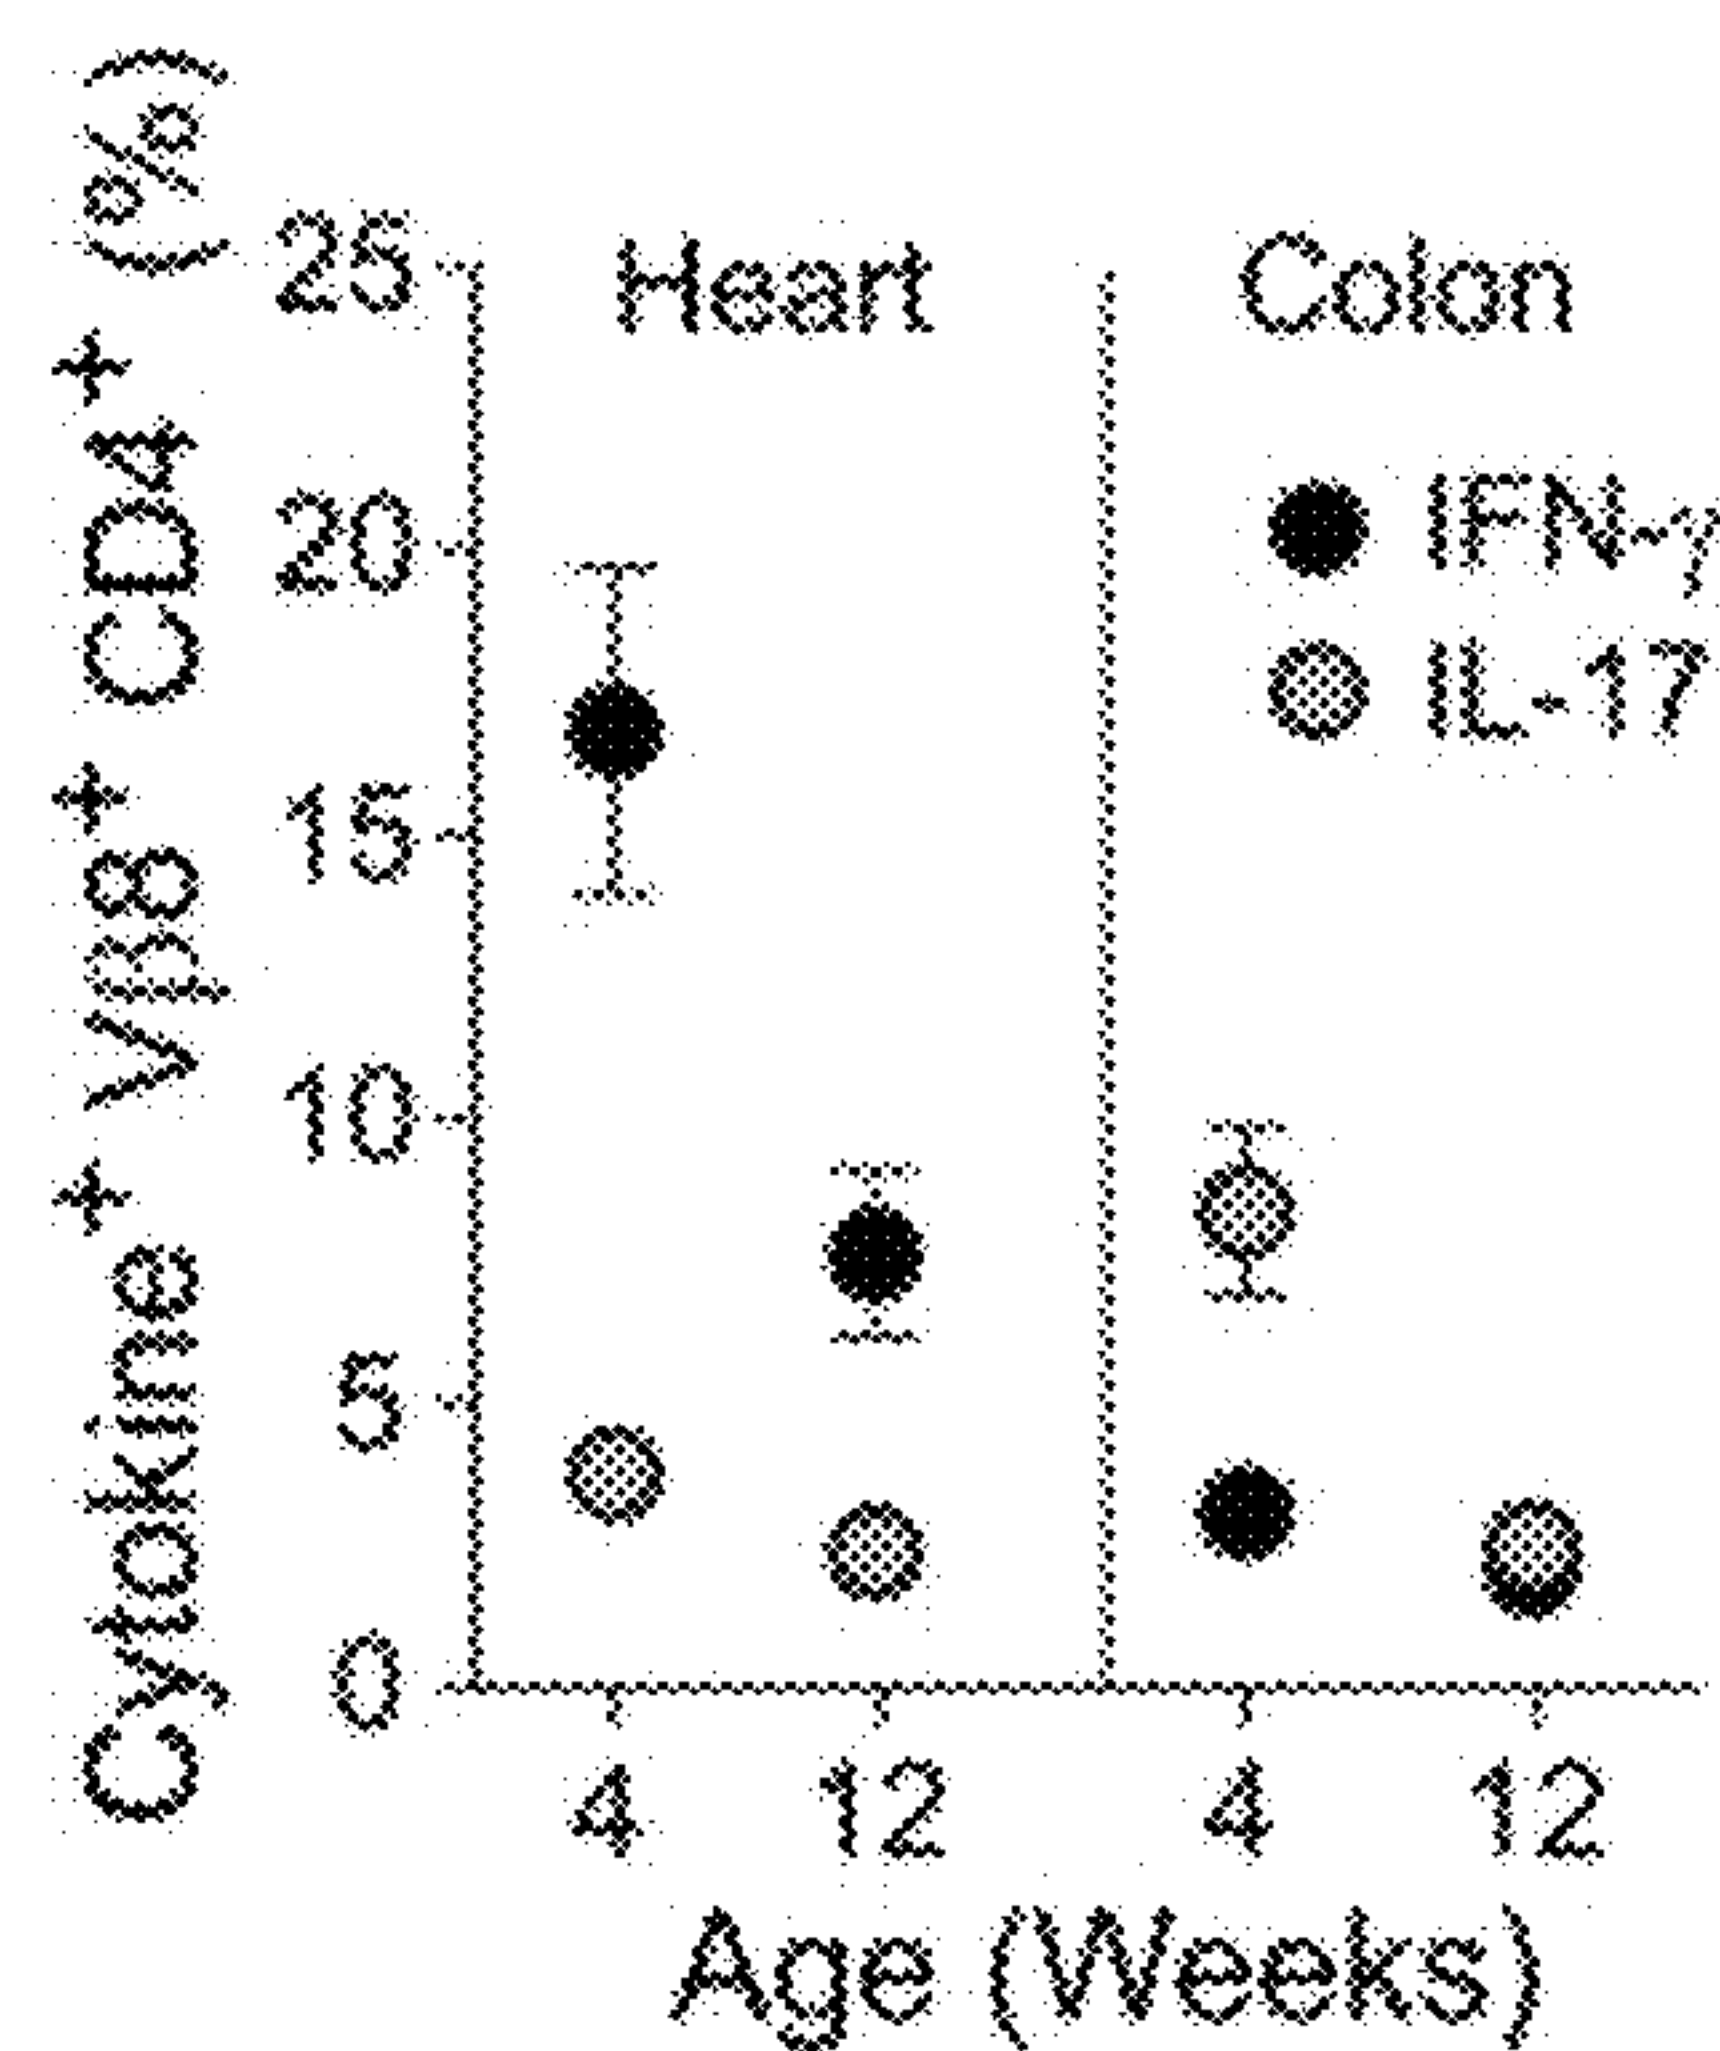 Cytokine⁺ Vβ8⁺ CD4⁺ (%)
25
20
15
10
5
0
Heart
Colon
IFN-γ
IL-17
4 12 4 12
Age (Weeks)